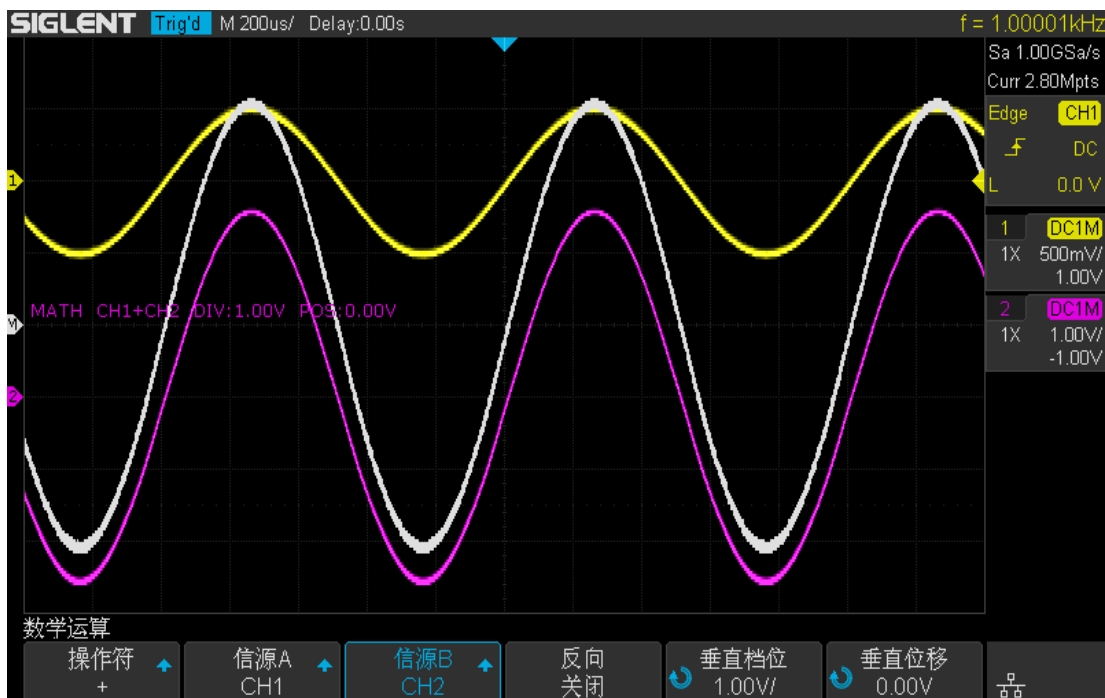 SIGLENT Trig'd M 200us/ Delay:0.00s f = 1.00001kHz
Sa 1.00GSa/s
Curr 2.80Mpts
Edge CH1
DC
L 0.0 V
1 DC1M
1X 500mV/
1.00V
2 DC1M
1X 1.00V/
-1.00V
1
MATH CH1+CH2 DIV:1.00V POS:0.00V
M
2
数学运算
操作符 信源A 信源B 反向 垂直档位 垂直位移
+ CH1 CH2 关闭 1.00V/ 0.00V